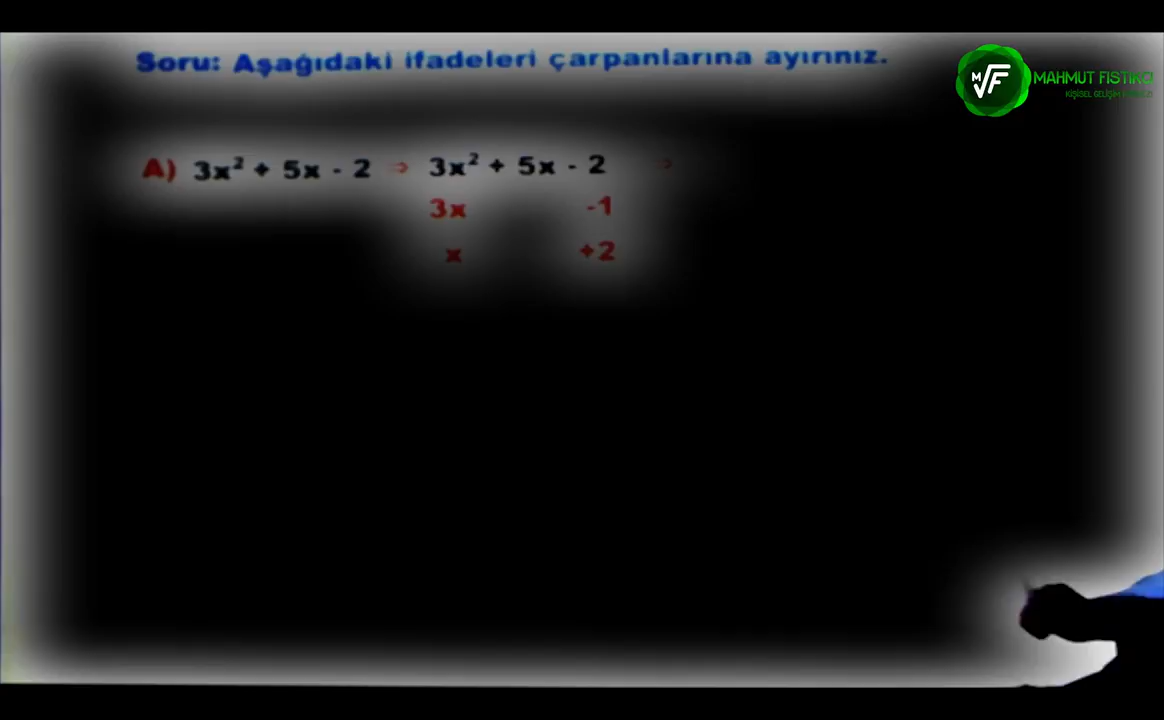 Soru: Aşağıdaki ifadeleri çarpanlarına ayırınız.
MAHMUT FISTIKÇI
A) 3x² + 5x - 2 ⇒ 3x² + 5x - 2 ⇒
3x -1
x +2